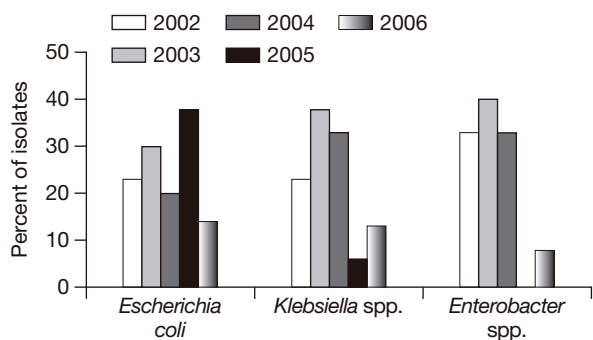 2002 2004 2006
2003 2005
Percent of isolates
50
40
30
20
10
0
Escherichia coli
Klebsiella spp.
Enterobacter spp.